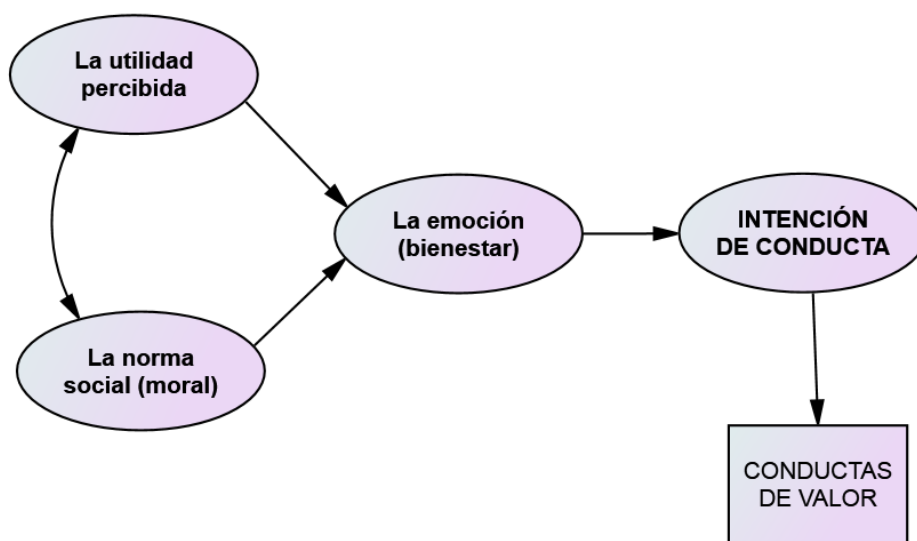 La utilidad
percibida
La emoción
(bienestar)
INTENCIÓN
DE CONDUCTA
La norma
social (moral)
CONDUCTAS
DE VALOR